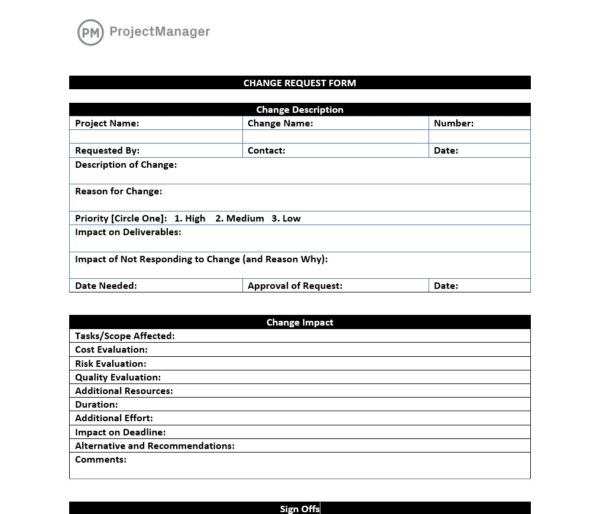 PM ProjectManager
CHANGE REQUEST FORM
Change Description
Project Name: Change Name: Number:
Requested By: Contact: Date:
Description of Change:
Reason for Change:
Priority [Circle One]: 1. High 2. Medium 3. Low
Impact on Deliverables:
Impact of Not Responding to Change (and Reason Why):
Date Needed: Approval of Request: Date:
Change Impact
Tasks/Scope Affected:
Cost Evaluation:
Risk Evaluation:
Quality Evaluation:
Additional Resources:
Duration:
Additional Effort:
Impact on Deadline:
Alternative and Recommendations:
Comments:
Sign Offs